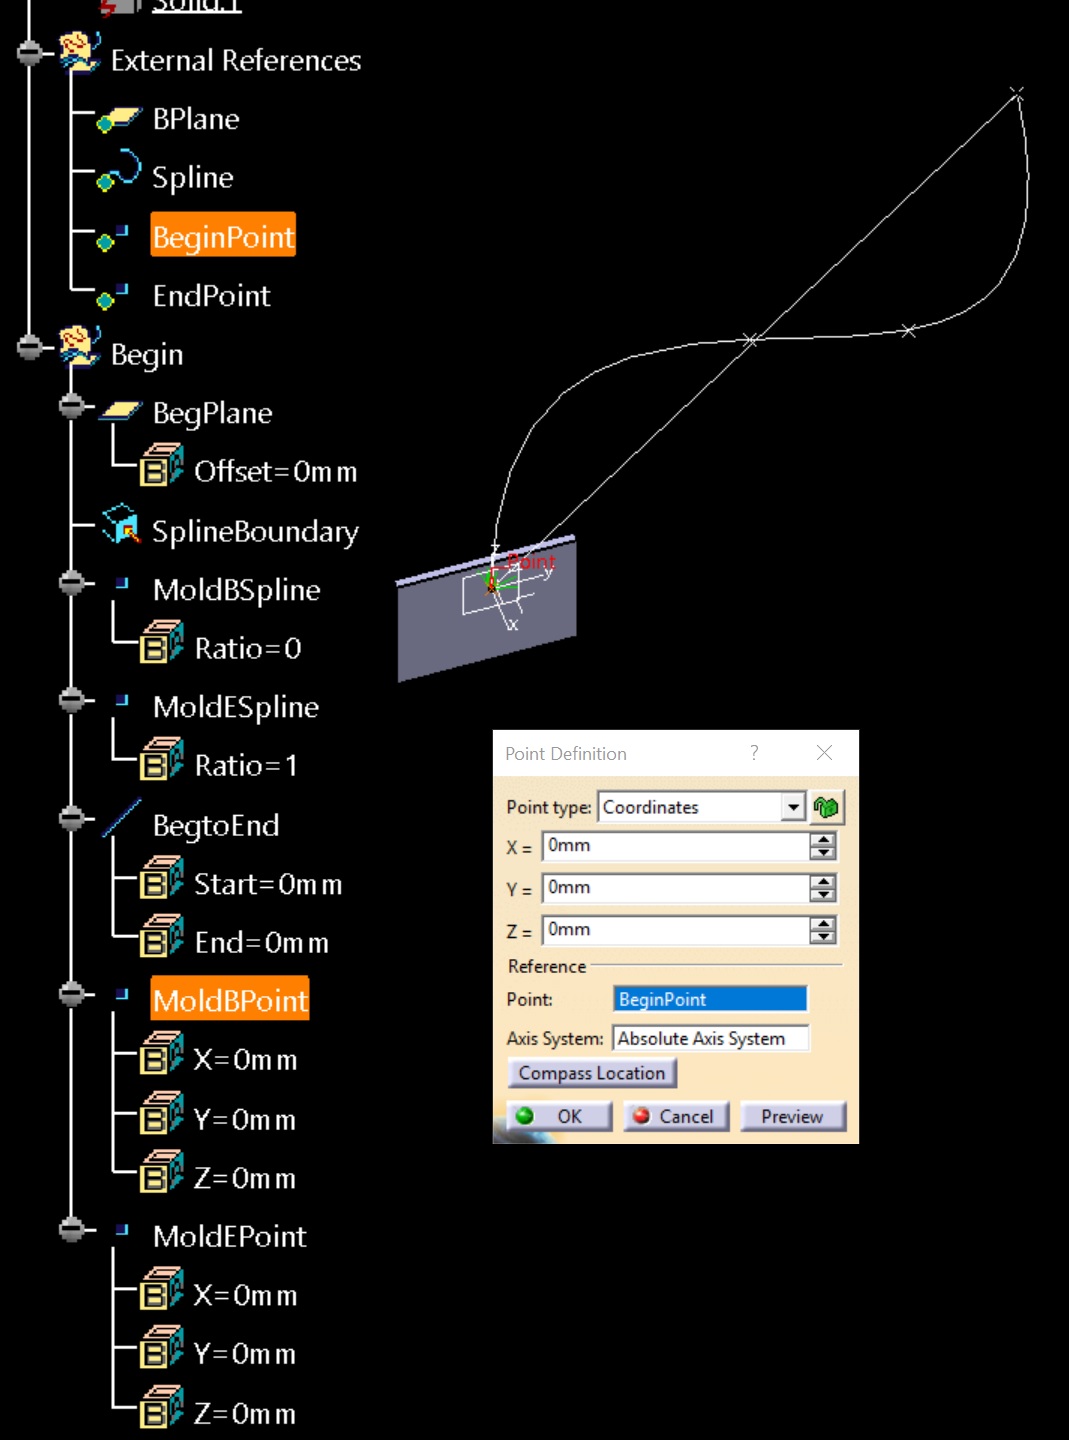 Solid.1
External References
BPlane
Spline
BeginPoint
EndPoint
Begin
BegPlane
Offset=0mm
SplineBoundary
MoldBSpline
Ratio=0
MoldESpline
Ratio=1
BegtoEnd
Start=0mm
End=0mm
MoldBPoint
X=0mm
Y=0mm
Z=0mm
MoldEPoint
X=0mm
Y=0mm
Z=0mm
z
Point
y
x
Point Definition ?
Point type: Coordinates
X = 0mm
Y = 0mm
Z = 0mm
Reference
Point: BeginPoint
Axis System: Absolute Axis System
Compass Location
OK Cancel Preview